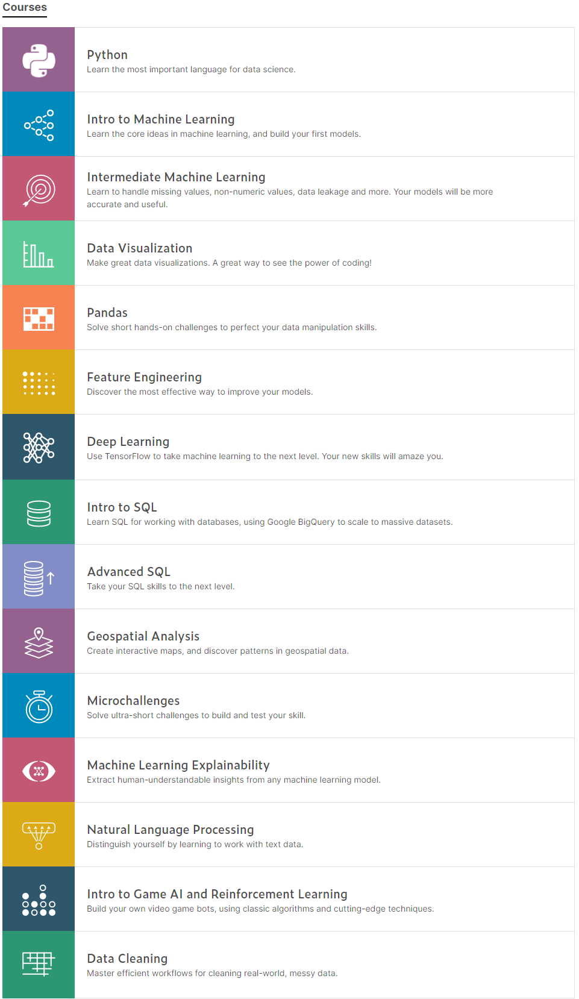 Courses
Python
Learn the most important language for data science.
Intro to Machine Learning
Learn the core ideas in machine learning, and build your first models.
Intermediate Machine Learning
Learn to handle missing values, non-numeric values, data leakage and more. Your models will be more
accurate and useful.
Data Visualization
Make great data visualizations. A great way to see the power of coding!
Pandas
Solve short hands-on challenges to perfect your data manipulation skills.
Feature Engineering
Discover the most effective way to improve your models.
Deep Learning
Use TensorFlow to take machine learning to the next level. Your new skills will amaze you.
Intro to SQL
Learn SQL for working with databases, using Google BigQuery to scale to massive datasets.
Advanced SQL
Take your SQL skills to the next level.
Geospatial Analysis
Create interactive maps, and discover patterns in geospatial data.
Microchallenges
Solve ultra-short challenges to build and test your skill.
Machine Learning Explainability
Extract human-understandable insights from any machine learning model.
Natural Language Processing
Distinguish yourself by learning to work with text data.
Intro to Game AI and Reinforcement Learning
Build your own video game bots, using classic algorithms and cutting-edge techniques.
Data Cleaning
Master efficient workflows for cleaning real-world, messy data.